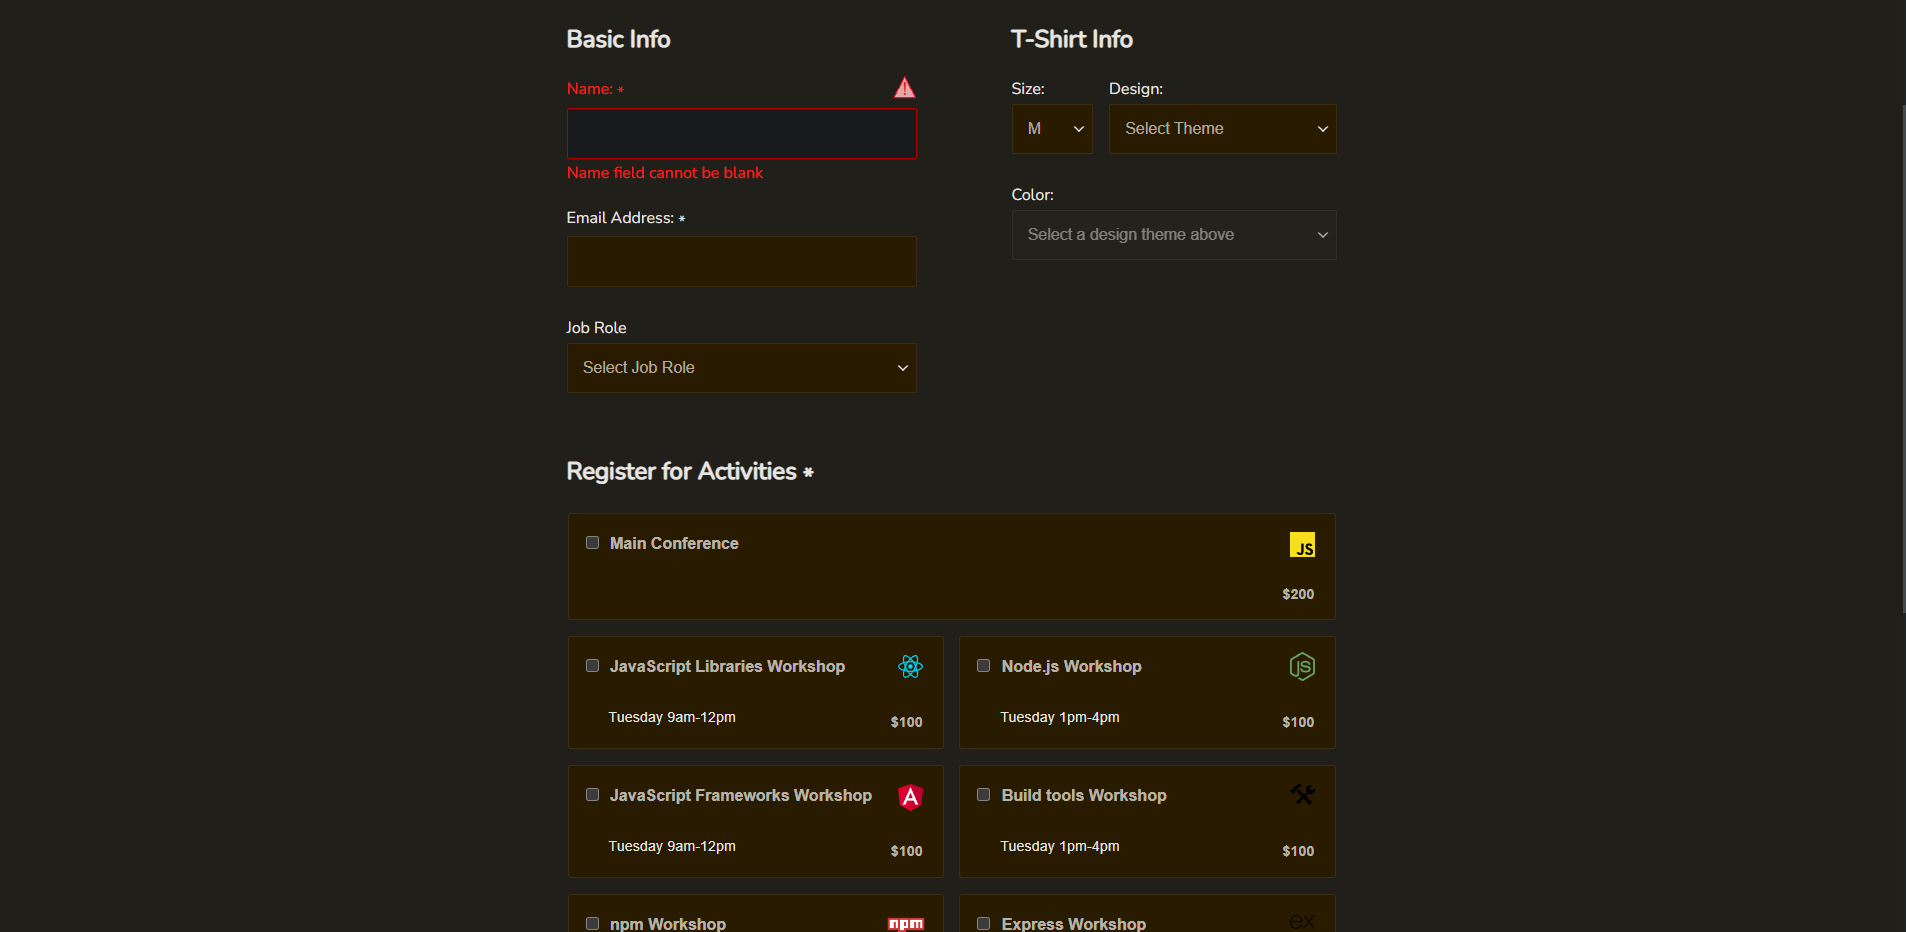 Basic Info
Name: *
Name field cannot be blank
Email Address: *
Job Role
Select Job Role
T-Shirt Info
Size:
Design:
M
Select Theme
Color:
Select a design theme above
Register for Activities *
Main Conference
JS
$200
JavaScript Libraries Workshop
Tuesday 9am-12pm
$100
Node.js Workshop
JS
Tuesday 1pm-4pm
$100
JavaScript Frameworks Workshop
A
Tuesday 9am-12pm
$100
Build tools Workshop
Tuesday 1pm-4pm
$100
npm Workshop
npm
Express Workshop
ex